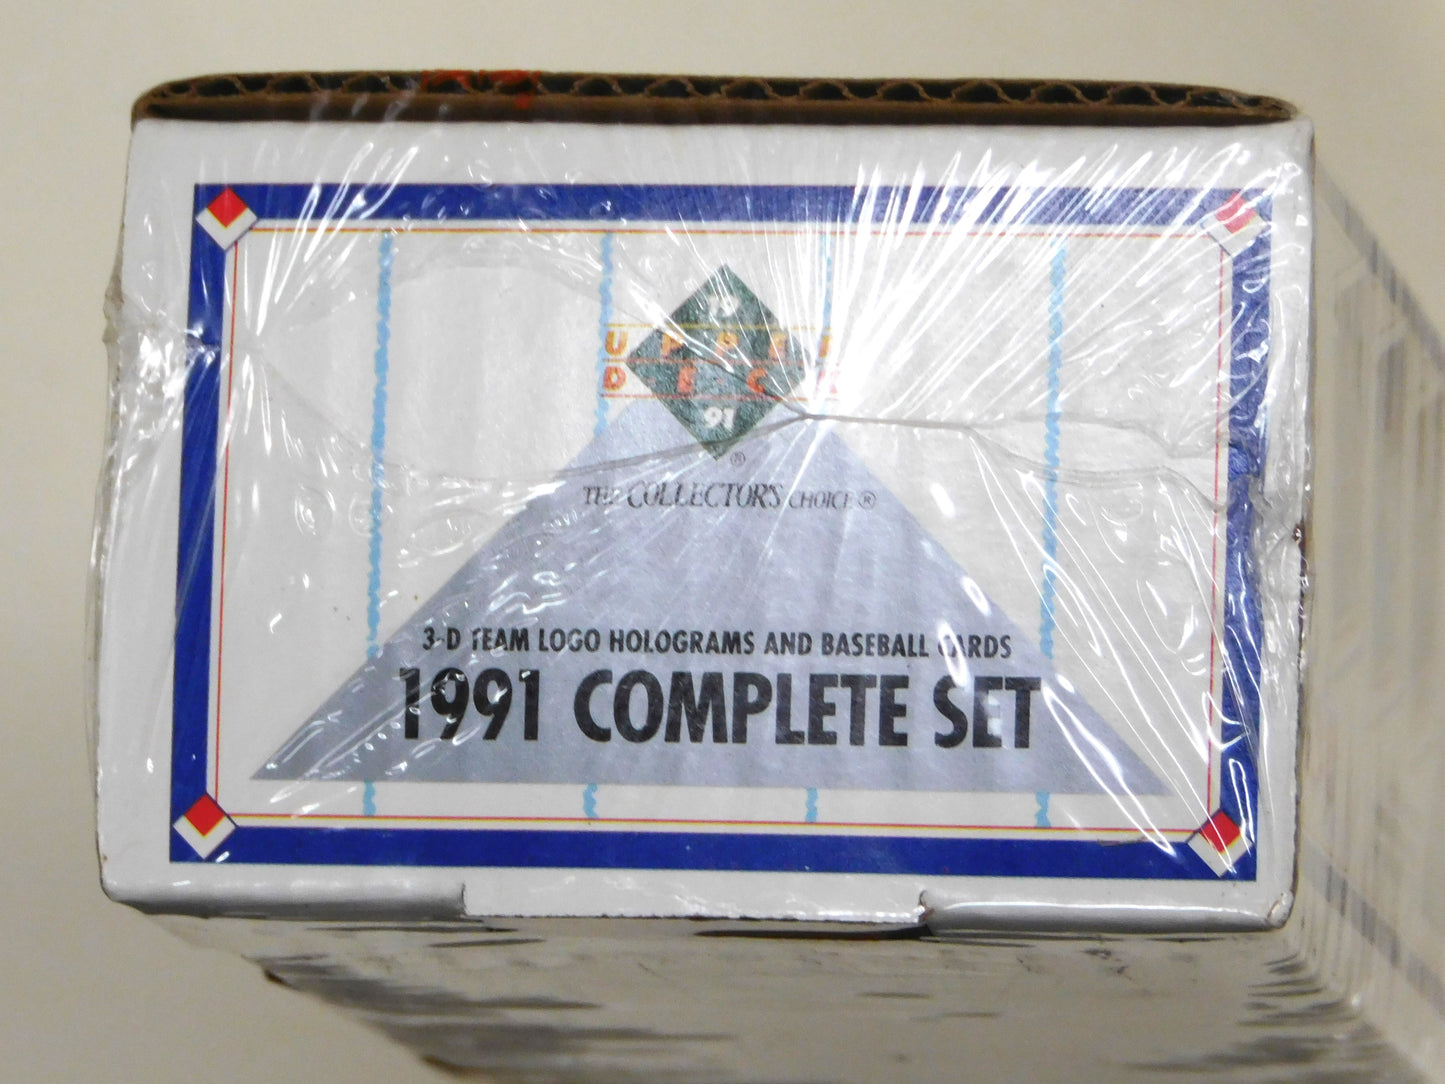 19
UPPER
DECK
91
®
THE COLLECTOR'S CHOICE ®
3-D TEAM LOGO HOLOGRAMS AND BASEBALL CARDS
1991 COMPLETE SET